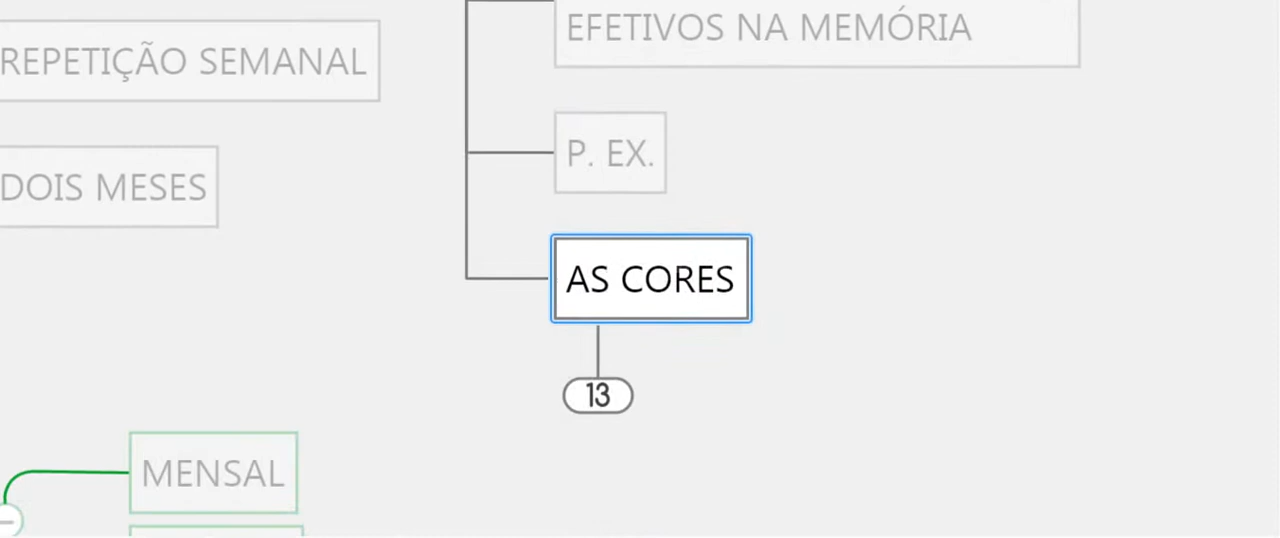 EFETIVOS NA MEMÓRIA
REPETIÇÃO SEMANAL
P. EX.
DOIS MESES
AS CORES
13
MENSAL